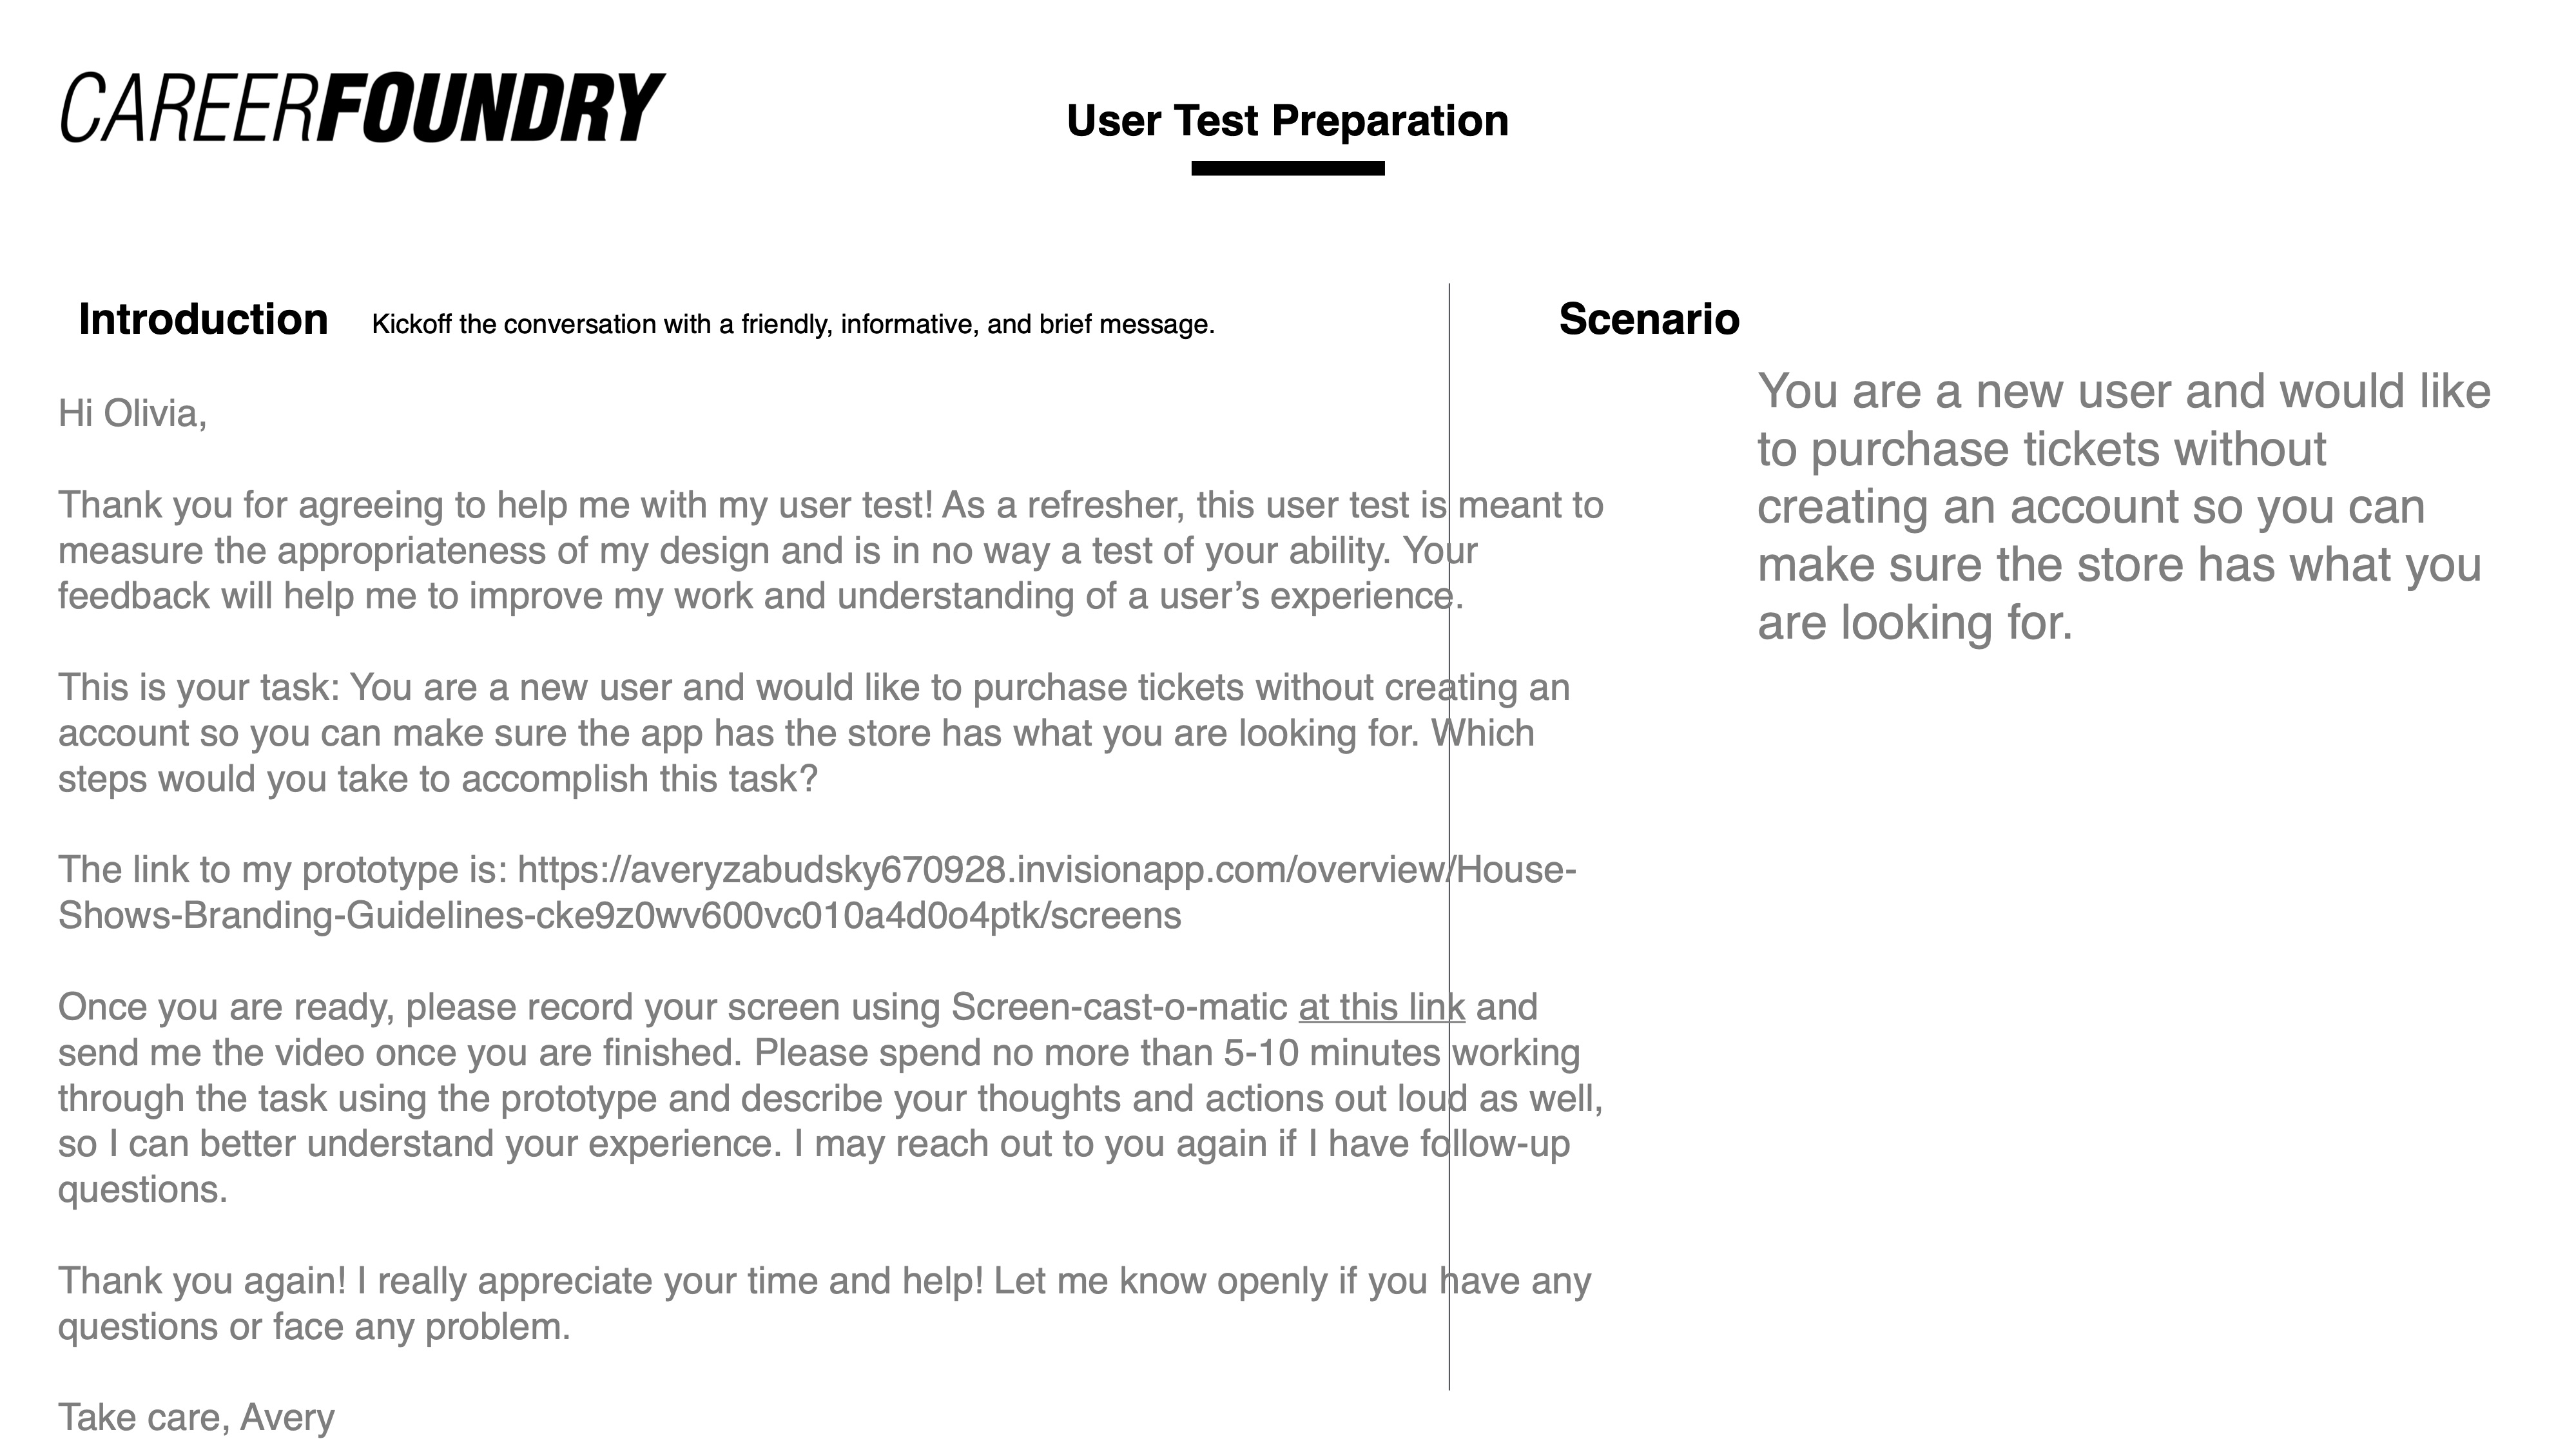 CAREERFOUNDRY
User Test Preparation
Introduction Kickoff the conversation with a friendly, informative, and brief message.
Hi Olivia,
Thank you for agreeing to help me with my user test! As a refresher, this user test is meant to
measure the appropriateness of my design and is in no way a test of your ability. Your
feedback will help me to improve my work and understanding of a user’s experience.
This is your task: You are a new user and would like to purchase tickets without creating an
account so you can make sure the app has the store has what you are looking for. Which
steps would you take to accomplish this task?
The link to my prototype is: https://averyzabudsky670928.invisionapp.com/overview/House-
Shows-Branding-Guidelines-cke9z0wv600vc010a4d0o4ptk/screens
Once you are ready, please record your screen using Screen-cast-o-matic at this link and
send me the video once you are finished. Please spend no more than 5-10 minutes working
through the task using the prototype and describe your thoughts and actions out loud as well,
so I can better understand your experience. I may reach out to you again if I have follow-up
questions.
Thank you again! I really appreciate your time and help! Let me know openly if you have any
questions or face any problem.
Take care, Avery
Scenario
You are a new user and would like
to purchase tickets without
creating an account so you can
make sure the store has what you
are looking for.